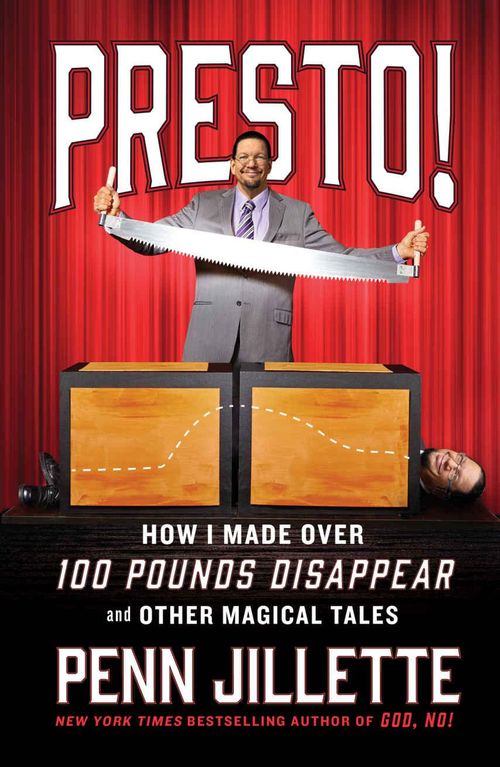 PRESTO!
HOW I MADE OVER
100 POUNDS DISAPPEAR
and OTHER MAGICAL TALES
PENN JILLETTE
NEW YORK TIMES BESTSELLING AUTHOR OF GOD, NO!